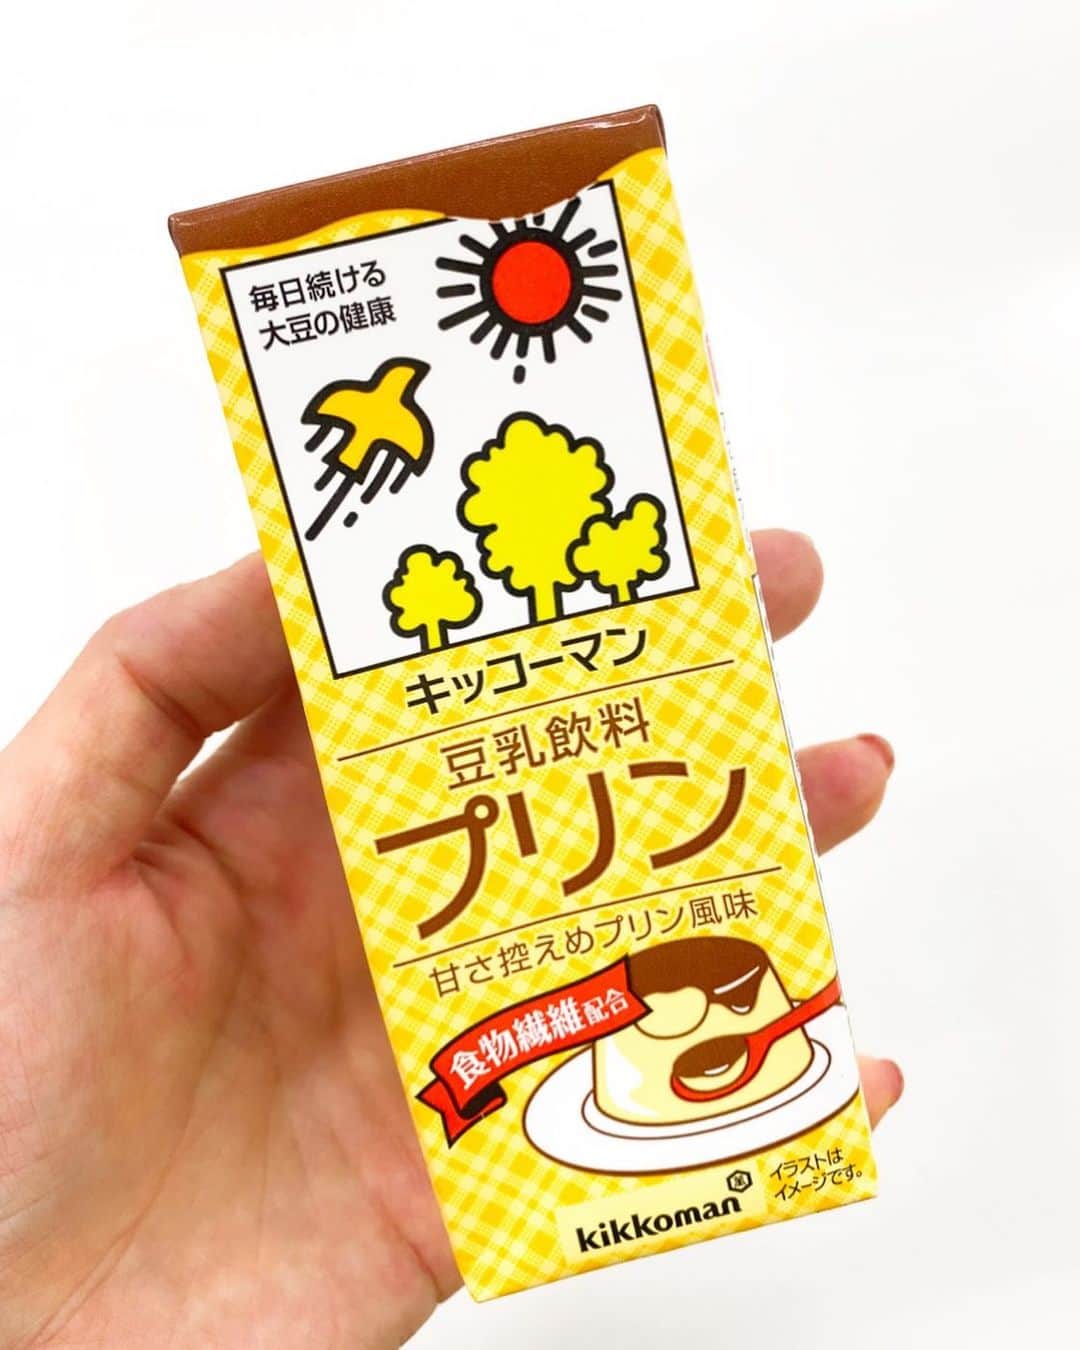 毎日続ける
大豆の健康
キッコーマン
豆乳飲料
プリン
甘さ控えめプリン風味
食物繊維配合
イラストは
イメージです。
kikkoman